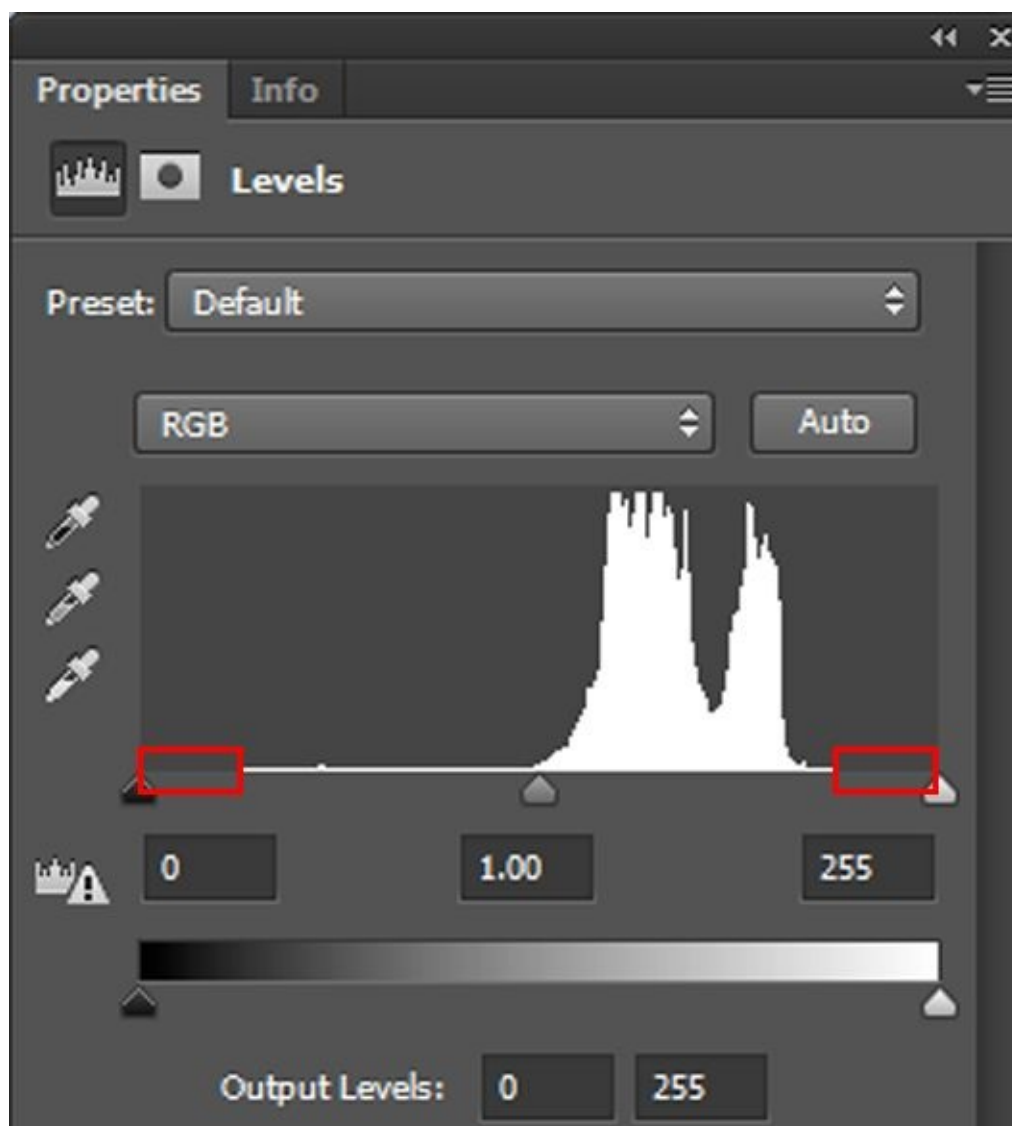 Properties Info
Levels
Preset: Default
RGB Auto
0 1.00 255
Output Levels: 0 255